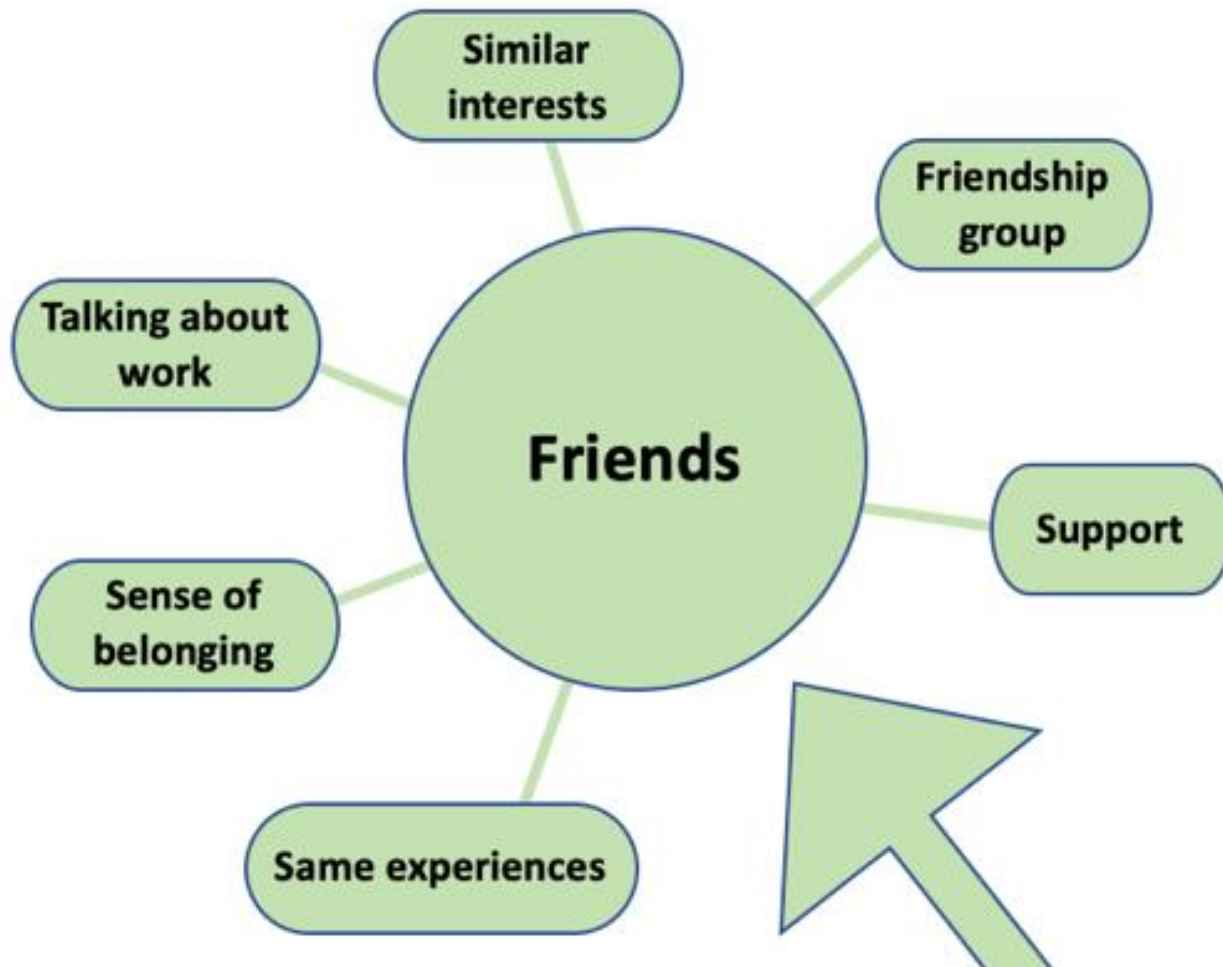 Similar
interests
Friendship
group
Talking about
work
Friends
Support
Sense of
belonging
Same experiences